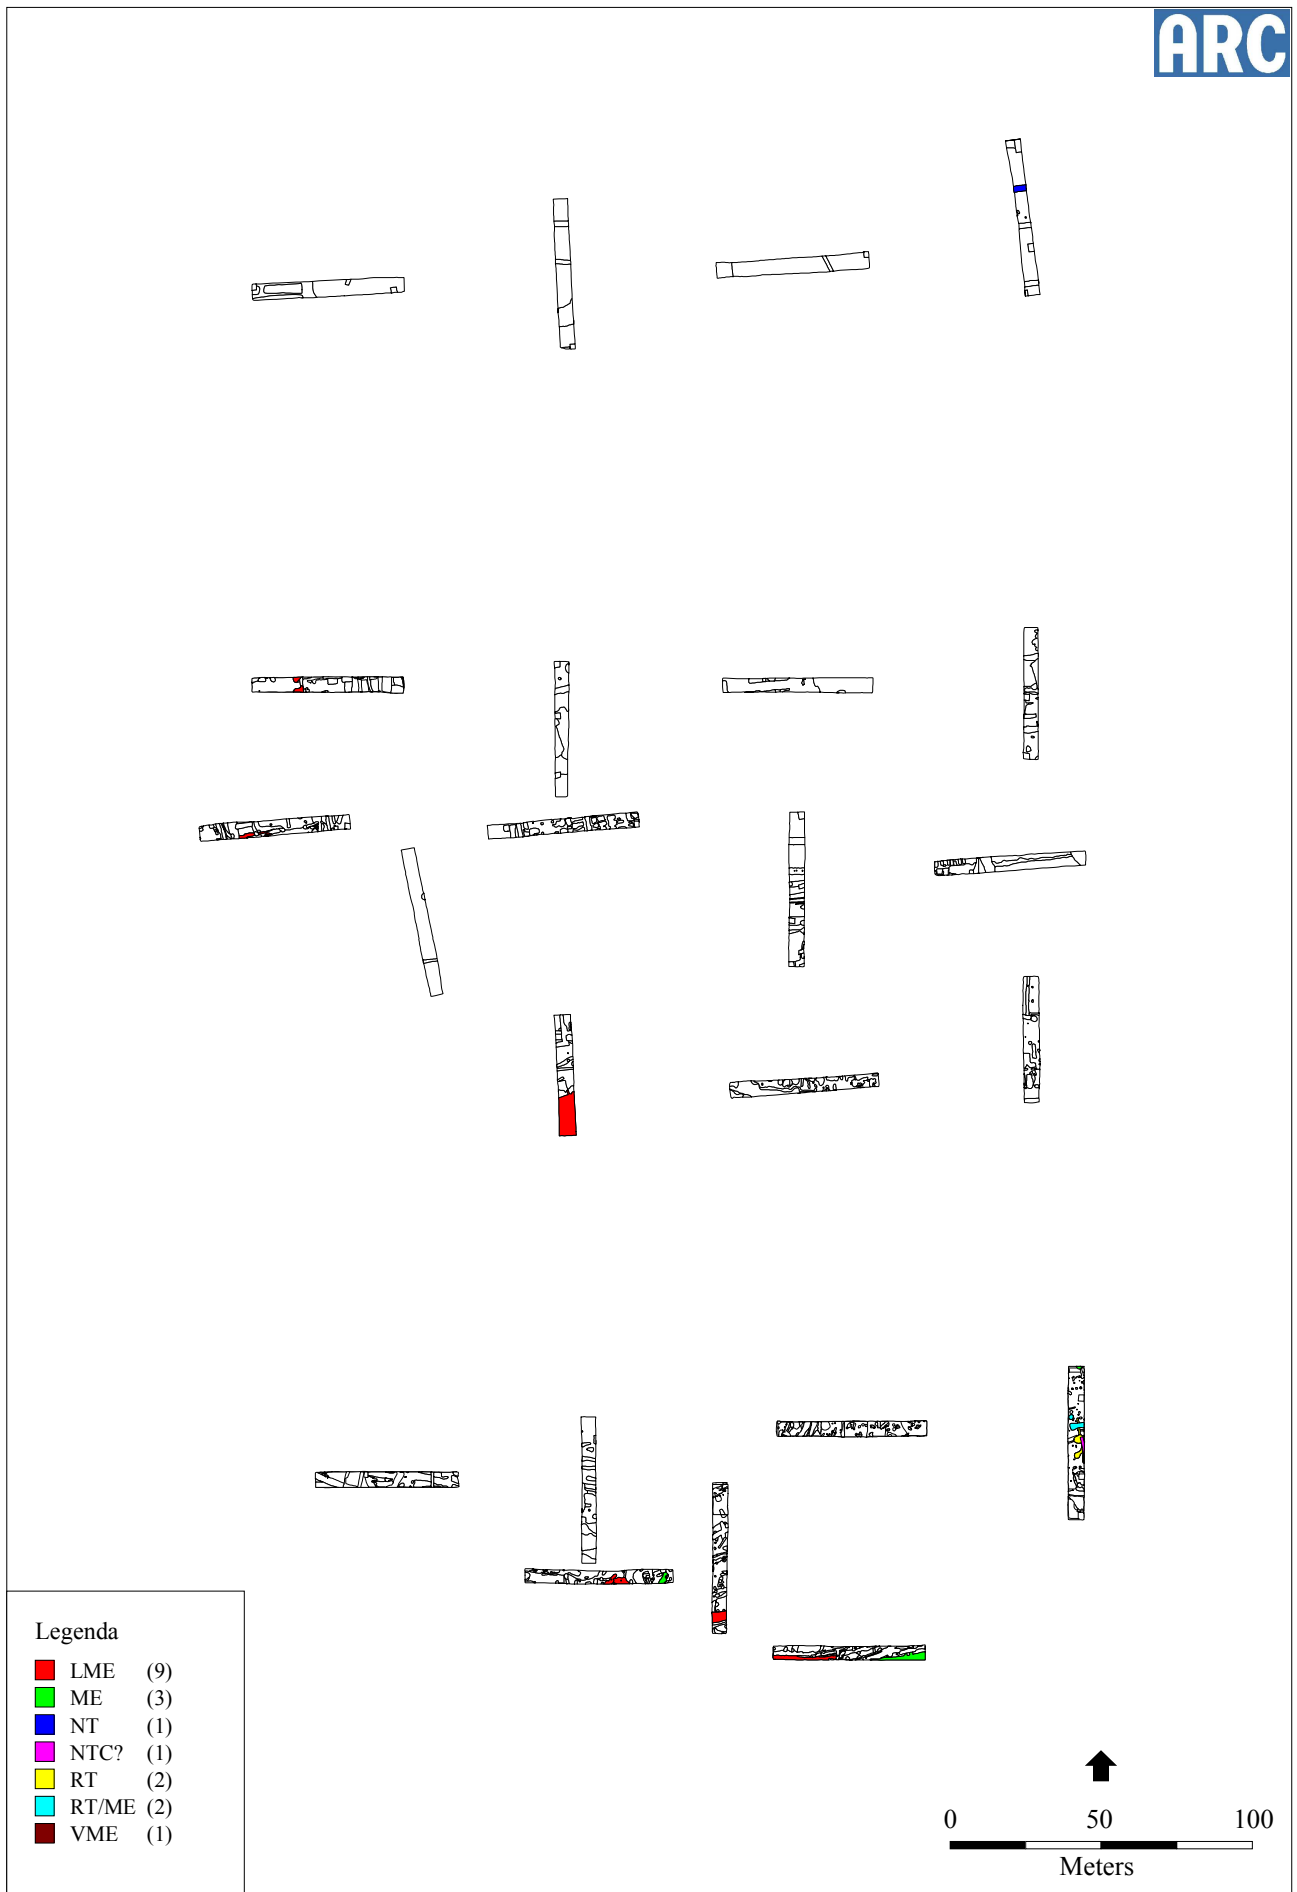 ARC
Legenda
LME (9)
ME (3)
NT (1)
NTC? (1)
RT (2)
RT/ME (2)
VME (1)
0 50 100
Meters